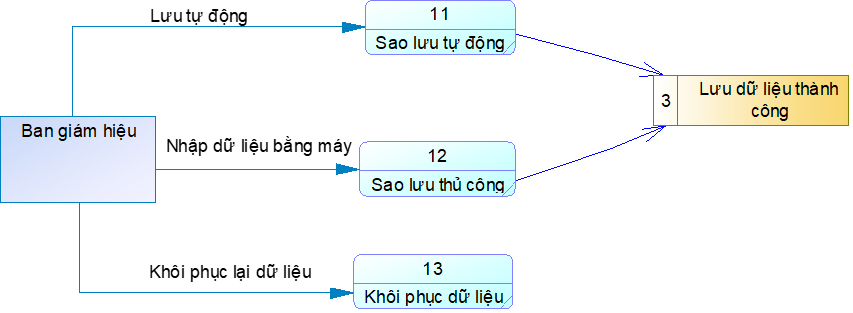 Lưu tự động
11
Sao lưu tự động
3
Lưu dữ liệu thành
công
Ban giám hiệu
Nhập dữ liệu bằng máy
12
Sao lưu thủ công
Khôi phục lại dữ liệu
13
Khôi phục dữ liệu